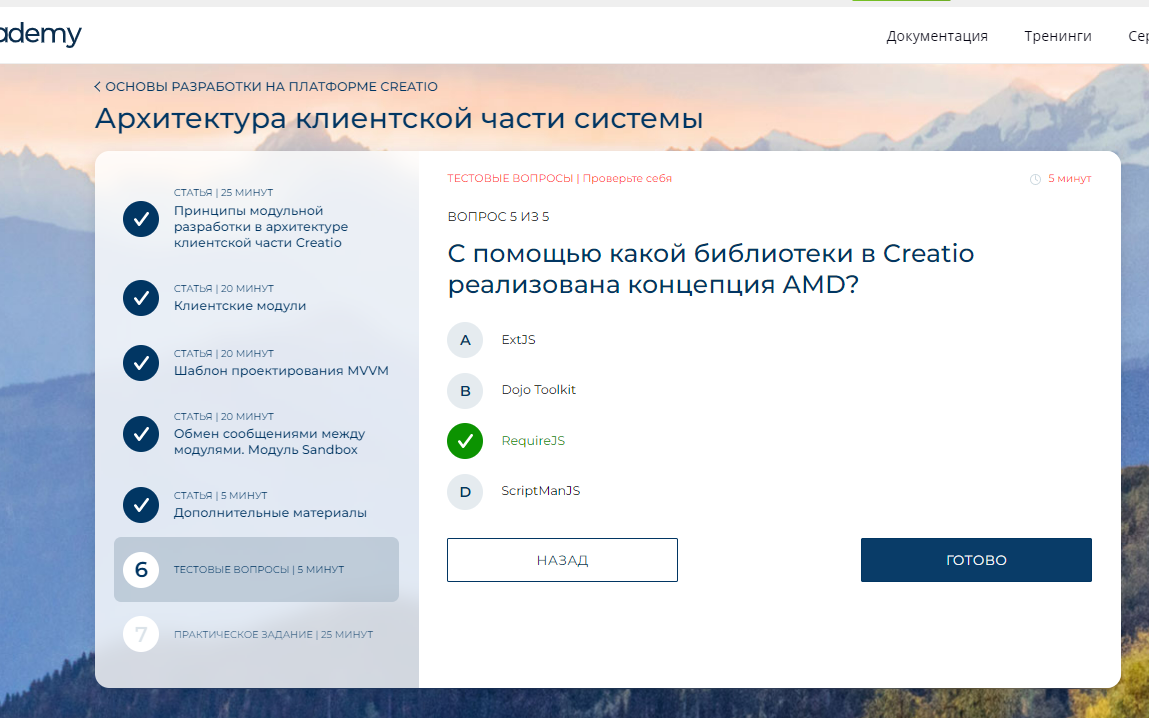 ademy
Документация
Тренинги
Сер
< ОСНОВЫ РАЗРАБОТКИ НА ПЛАТФОРМЕ CREATIO
Архитектура клиентской части системы
СТАТЬЯ | 25 МИНУТ
Принципы модульной
разработки в архитектуре
клиентской части Creatio
СТАТЬЯ | 20 МИНУТ
Клиентские модули
СТАТЬЯ | 20 МИНУТ
Шаблон проектирования MVVM
СТАТЬЯ | 20 МИНУТ
Обмен сообщениями между
модулями. Модуль Sandbox
СТАТЬЯ | 5 МИНУТ
Дополнительные материалы
6 ТЕСТОВЫЕ ВОПРОСЫ | 5 МИНУТ
7 ПРАКТИЧЕСКОЕ ЗАДАНИЕ | 25 МИНУТ
ТЕСТОВЫЕ ВОПРОСЫ | Проверьте себя
5 минут
ВОПРОС 5 ИЗ 5
С помощью какой библиотеки в Creatio
реализована концепция AMD?
A ExtJS
B Dojo Toolkit
RequireJS
D ScriptManJS
НАЗАД
ГОТОВО